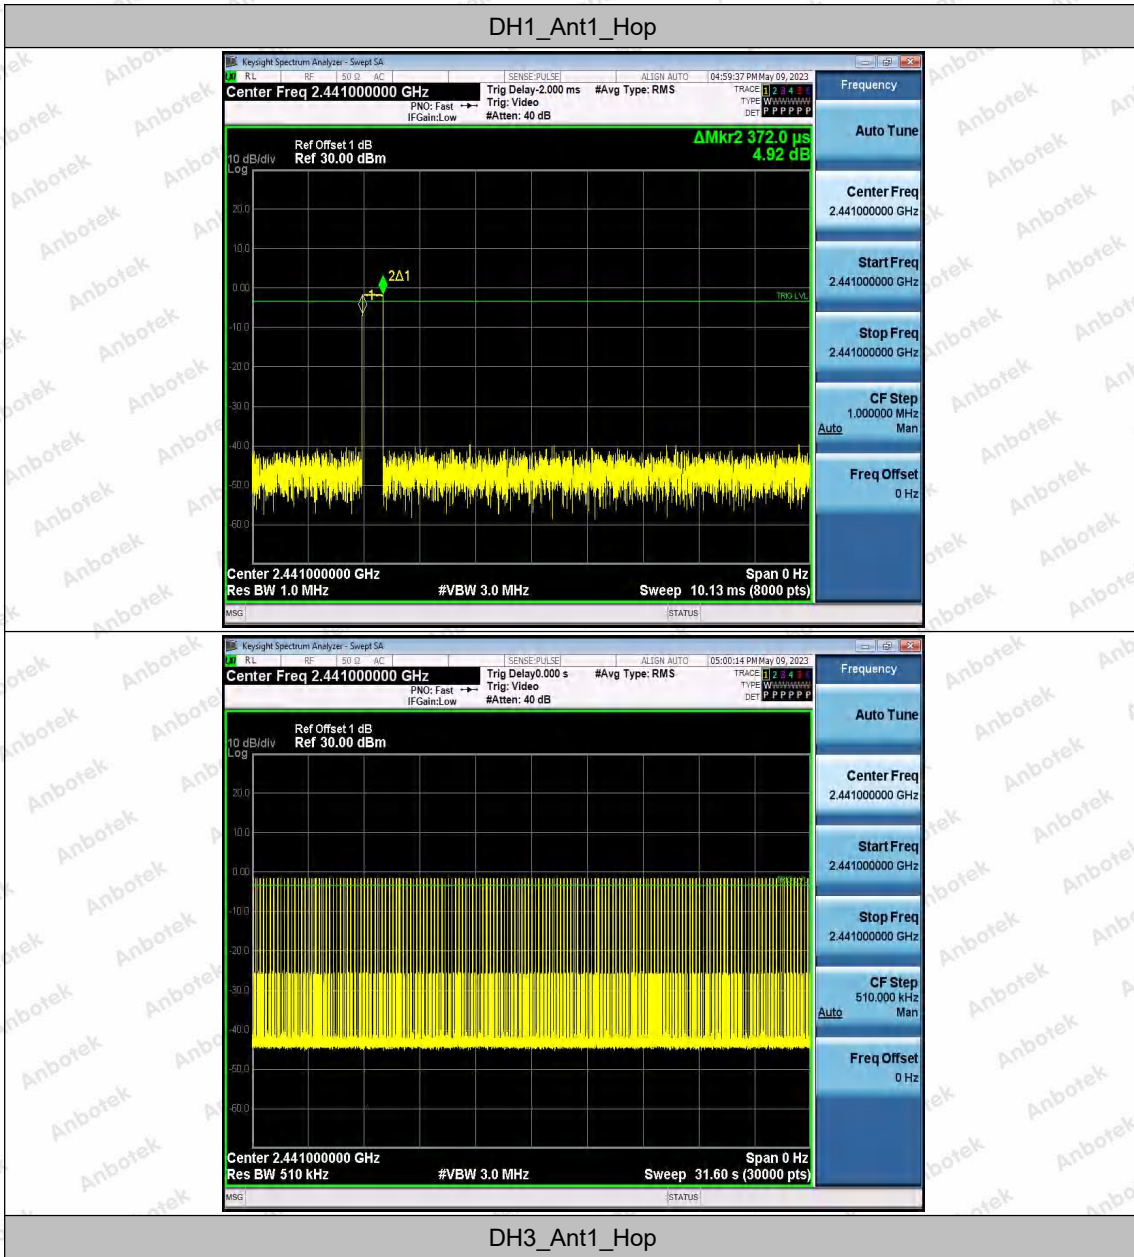 DH1_Ant1_Hop
Keysight Spectrum Analyzer - Swept SA
RL RF 50 Ω AC SENSE:PULSE ALIGN AUTO 04:59:37 PM May 09, 2023
Center Freq 2.441000000 GHz
PNO: Fast
IFGain:Low
Trig Delay-2.000 ms
Trig: Video
#Atten: 40 dB
#Avg Type: RMS
TRACE 1 2 3 4 5 6
TYPE WWWWWW
DET P P P P P P
Frequency
ΔMkr2 372.0 µs
4.92 dB
Ref Offset 1 dB
10 dB/div Ref 30.00 dBm
Log
20.0
10.0
0.00
-10.0
-20.0
-30.0
-40.0
-50.0
-60.0
1
2Δ1
TRIG LVL
Center 2.441000000 GHz Span 0 Hz
Res BW 1.0 MHz #VBW 3.0 MHz Sweep 10.13 ms (8000 pts)
MSG STATUS
Auto Tune
Center Freq
2.441000000 GHz
Start Freq
2.441000000 GHz
Stop Freq
2.441000000 GHz
CF Step
1.000000 MHz
Auto Man
Freq Offset
0 Hz
Keysight Spectrum Analyzer - Swept SA
RL RF 50 Ω AC SENSE:PULSE ALIGN AUTO 05:00:14 PM May 09, 2023
Center Freq 2.441000000 GHz
PNO: Fast
IFGain:Low
Trig Delay0.000 s
Trig: Video
#Atten: 40 dB
#Avg Type: RMS
TRACE 1 2 3 4 5 6
TYPE WWWWWW
DET P P P P P P
Frequency
Ref Offset 1 dB
10 dB/div Ref 30.00 dBm
Log
20.0
10.0
0.00
-10.0
-20.0
-30.0
-40.0
-50.0
-60.0
Center 2.441000000 GHz Span 0 Hz
Res BW 510 kHz #VBW 3.0 MHz Sweep 31.60 s (30000 pts)
MSG STATUS
Auto Tune
Center Freq
2.441000000 GHz
Start Freq
2.441000000 GHz
Stop Freq
2.441000000 GHz
CF Step
510.000 kHz
Auto Man
Freq Offset
0 Hz
DH3_Ant1_Hop
Anbotek